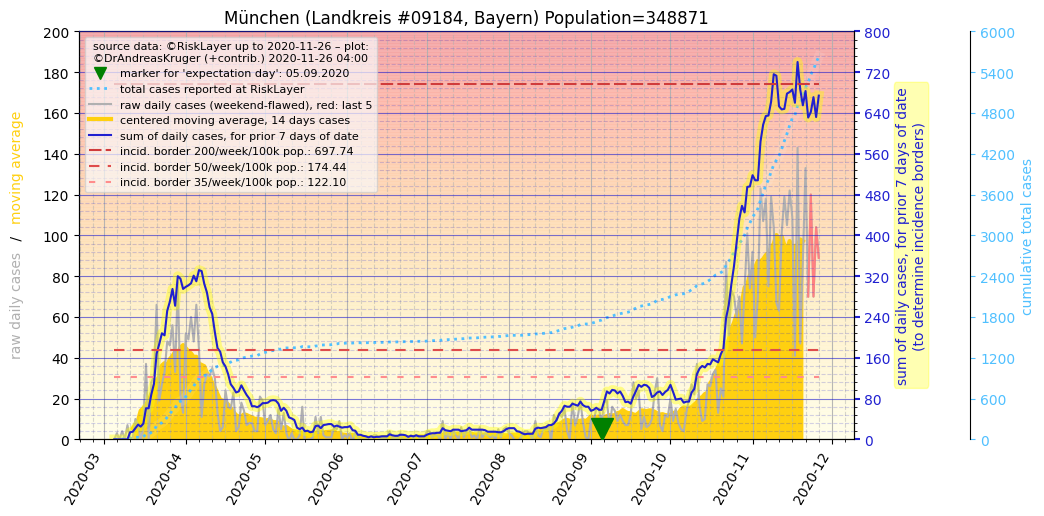 München (Landkreis #09184, Bayern) Population=348871
source data: ©RiskLayer up to 2020-11-26 – plot:
©DrAndreasKruger (+contrib.) 2020-11-26 04:00
marker for 'expectation day': 05.09.2020
total cases reported at RiskLayer
raw daily cases (weekend-flawed), red: last 5
centered moving average, 14 days cases
sum of daily cases, for prior 7 days of date
incid. border 200/week/100k pop.: 697.74
incid. border 50/week/100k pop.: 174.44
incid. border 35/week/100k pop.: 122.10
raw daily cases / moving average
200
180
160
140
120
100
80
60
40
20
0
2020-03
2020-04
2020-05
2020-06
2020-07
2020-08
2020-09
2020-10
2020-11
2020-12
800
720
640
560
480
400
320
240
160
80
0
sum of daily cases, for prior 7 days of date
(to determine incidence borders)
6000
5400
4800
4200
3600
3000
2400
1800
1200
600
0
cumulative total cases